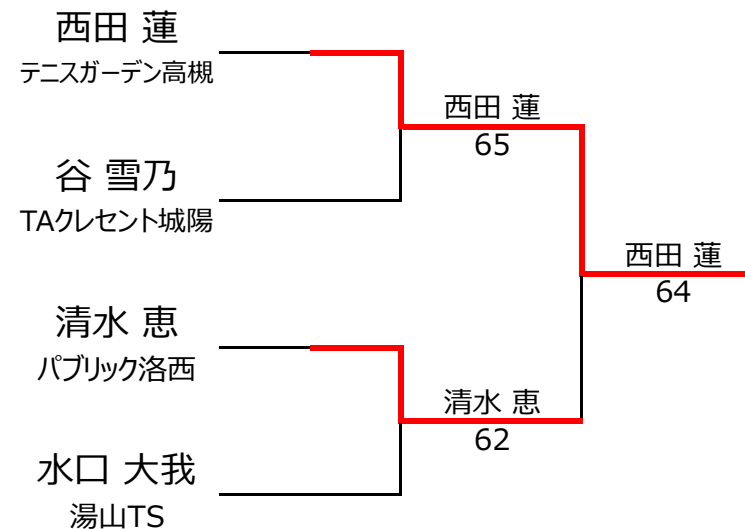 西田 蓮
テニスガーデン高槻
谷 雪乃
TAクレセント城陽
清水 恵
パブリック洛西
水口 大我
湯山TS
西田 蓮
65
清水 恵
62
西田 蓮
64